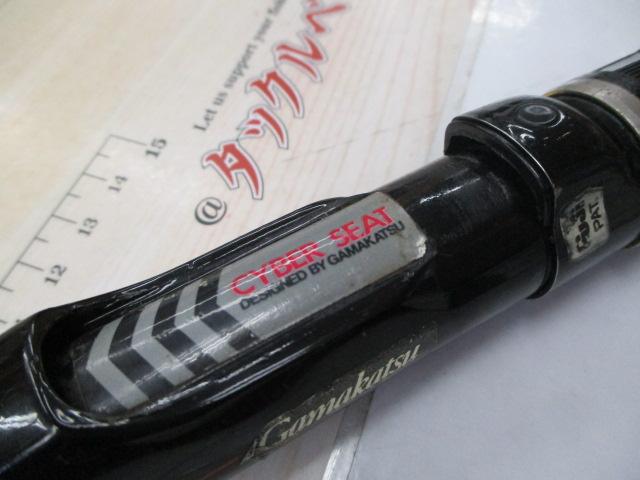 Let us support your
@タックルベ
15
14
13
12
CYBER SEAT
DESIGNED BY GAMAKATSU
Gamakatsu
PAT.